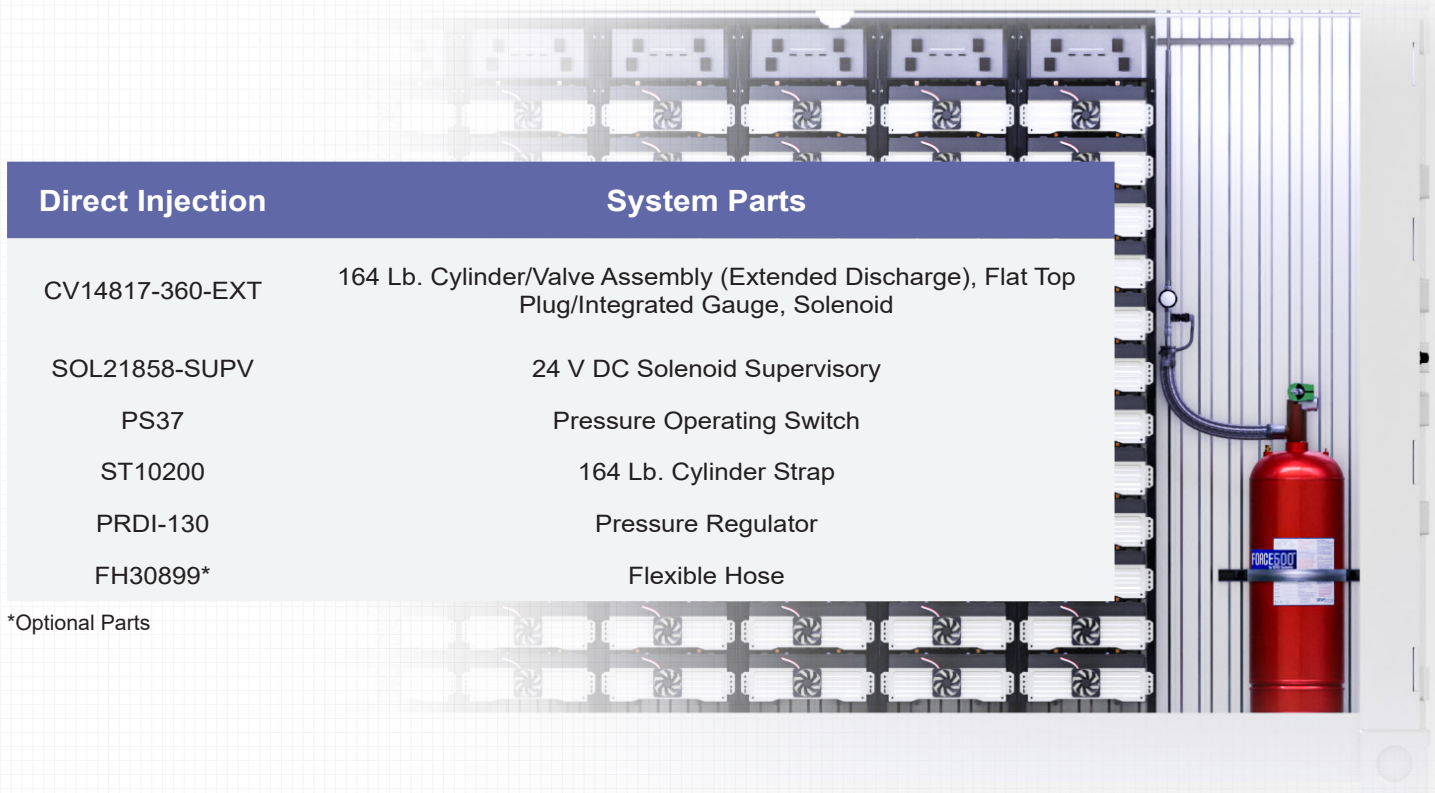 Direct Injection System Parts
CV14817-360-EXT 164 Lb. Cylinder/Valve Assembly (Extended Discharge), Flat Top
Plug/Integrated Gauge, Solenoid
SOL21858-SUPV 24 V DC Solenoid Supervisory
PS37 Pressure Operating Switch
ST10200 164 Lb. Cylinder Strap
PRDI-130 Pressure Regulator
FH30899* Flexible Hose
*Optional Parts
FORCE500